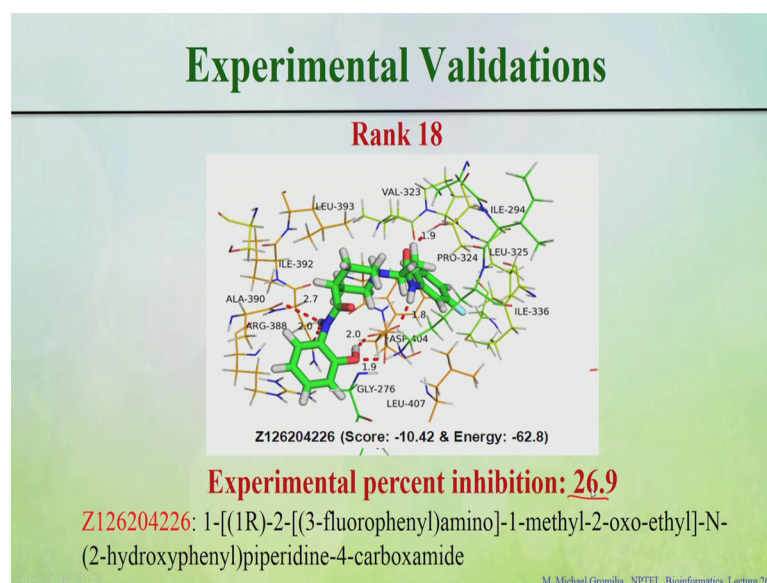 Experimental Validations
Rank 18
VAL-323
LEU-393
ILE-294
1.9
PRO-324
LEU-325
ILE-392
ALA-390
2.7
ILE-336
ARG-388
2.0
1.8
2.0
ASP-404
1.9
GLY-276
LEU-407
Z126204226 (Score: -10.42 & Energy: -62.8)
Experimental percent inhibition: 26.9
Z126204226: 1-[(1R)-2-[(3-fluorophenyl)amino]-1-methyl-2-oxo-ethyl]-N-
(2-hydroxyphenyl)piperidine-4-carboxamide
M. Michael Gromiha, NPTEL, Bioinformatics, Lecture